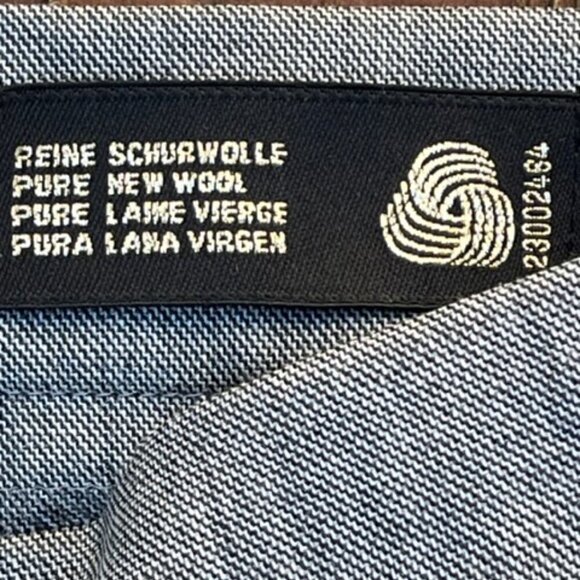 REINE SCHURWOLLE
PURE NEW WOOL
PURE LAINE VIERGE
PURA LANA VIRGEN
23002464